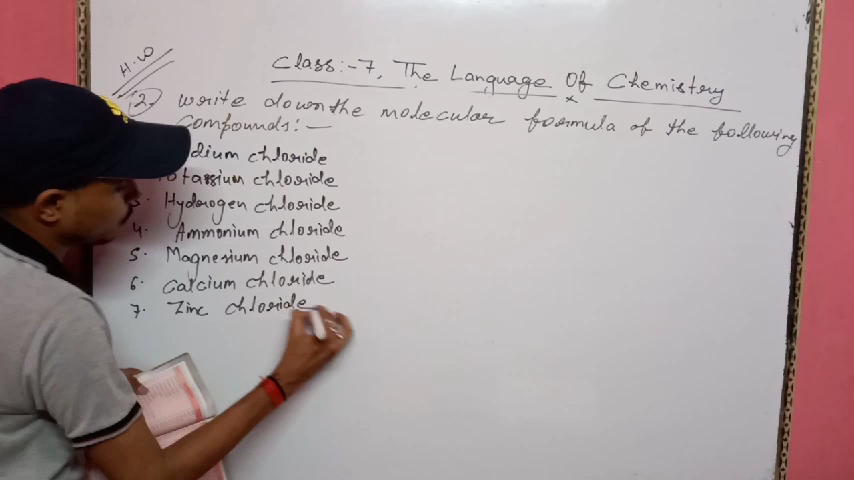 H.W
Class:-7, The Language Of Chemistry
2 write down the molecular formula of the following
compounds:-
dium chloride
otassium chloride
3. Hydrogen chloride
4. Ammonium chloride
5. Magnesium chloride
6. Calcium chloride
7. Zinc chloride